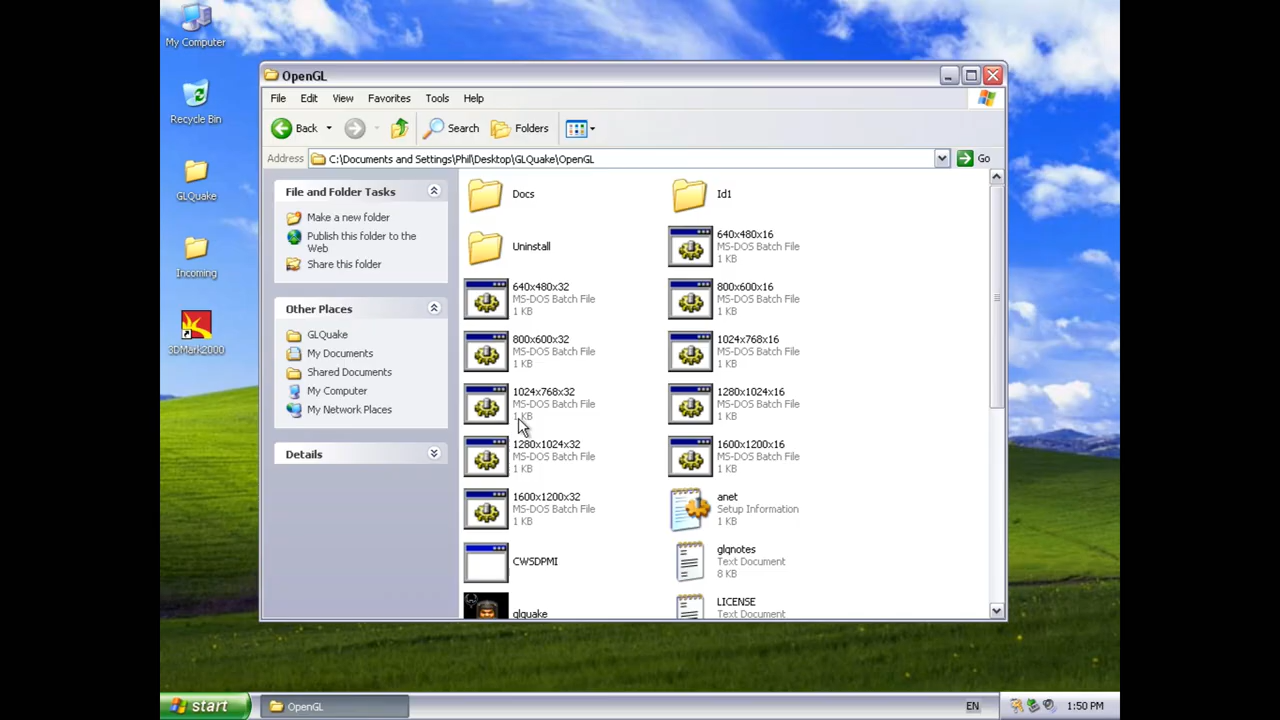 My Computer
Recycle Bin
GLQuake
Incoming
3DMark2000
OpenGL
File Edit View Favorites Tools Help
Back Search Folders
Address C:\Documents and Settings\Phil\Desktop\GLQuake\OpenGL Go
File and Folder Tasks
Make a new folder
Publish this folder to the
Web
Share this folder
Other Places
GLQuake
My Documents
Shared Documents
My Computer
My Network Places
Details
Docs
Id1
Uninstall
640x480x16
MS-DOS Batch File
1 KB
640x480x32
MS-DOS Batch File
1 KB
800x600x16
MS-DOS Batch File
1 KB
800x600x32
MS-DOS Batch File
1 KB
1024x768x16
MS-DOS Batch File
1 KB
1024x768x32
MS-DOS Batch File
1 KB
1280x1024x16
MS-DOS Batch File
1 KB
1280x1024x32
MS-DOS Batch File
1 KB
1600x1200x16
MS-DOS Batch File
1 KB
1600x1200x32
MS-DOS Batch File
1 KB
anet
Setup Information
1 KB
CWSDPMI
glqnotes
Text Document
8 KB
glquake
LICENSE
Text Document
start
OpenGL
EN
1:50 PM